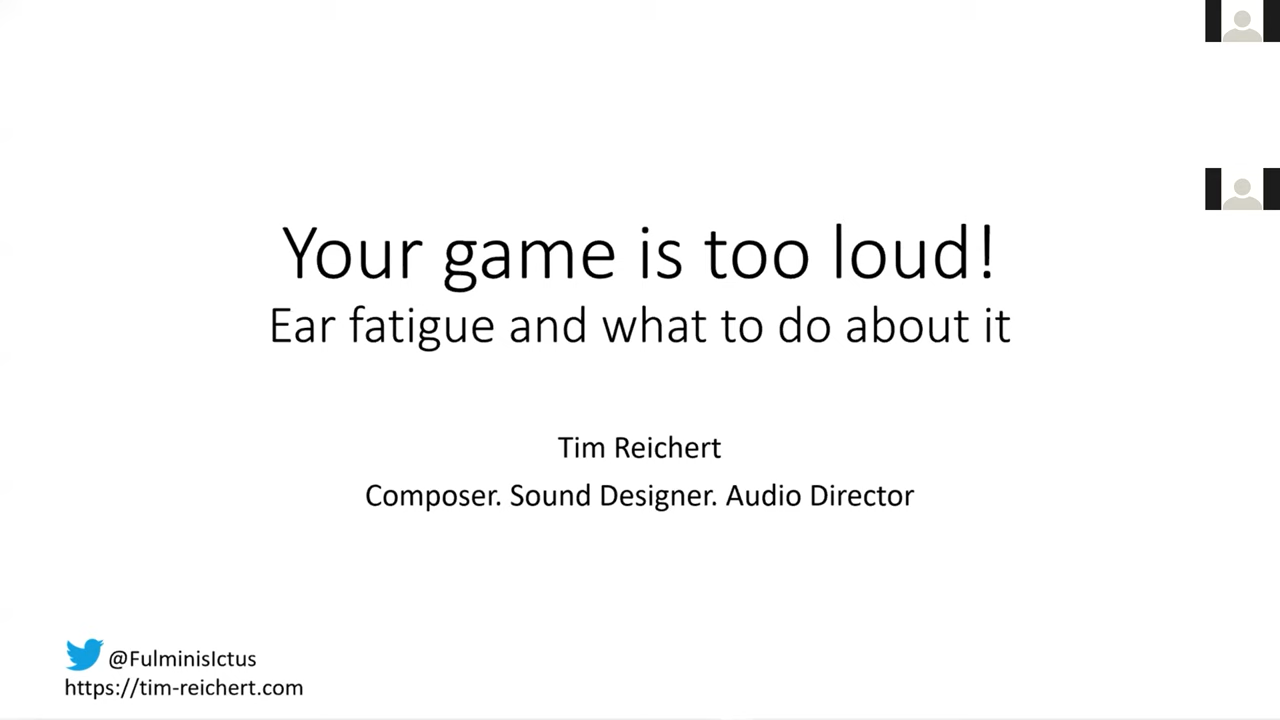 Your game is too loud!
Ear fatigue and what to do about it
Tim Reichert
Composer. Sound Designer. Audio Director
@FulminisIctus
https://tim-reichert.com